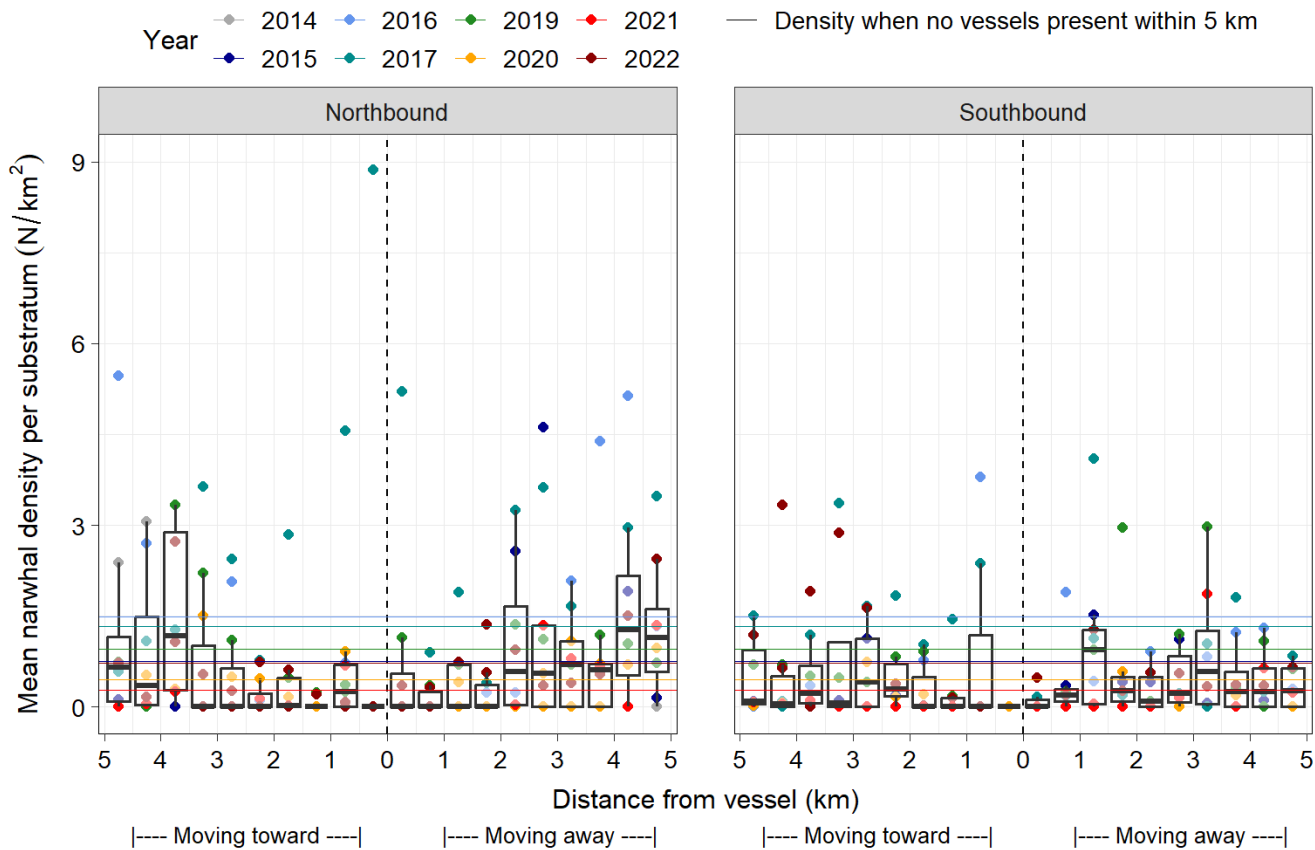 Year
2014
2016
2019
2021
2015
2017
2020
2022
Density when no vessels present within 5 km
Northbound
Southbound
Mean narwhal density per substratum (N/km²)
9
6
3
0
5 4 3 2 1 0 1 2 3 4 5
5 4 3 2 1 0 1 2 3 4 5
Distance from vessel (km)
|---- Moving toward ----| |---- Moving away ----|
|---- Moving toward ----| |---- Moving away ----|